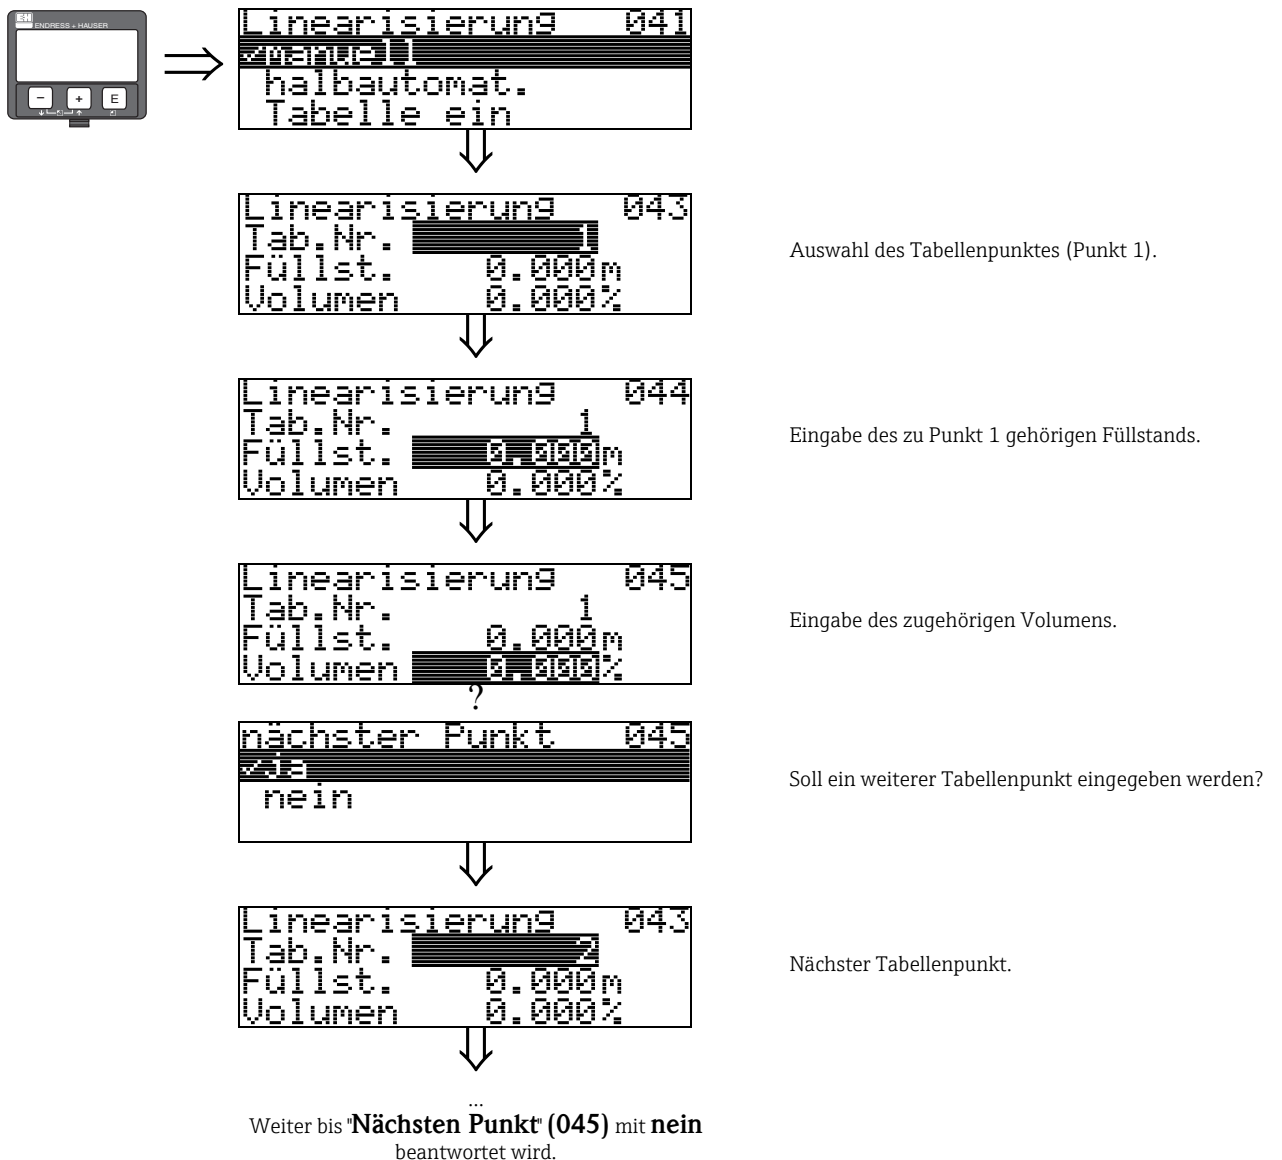 ENDRESS + HAUSER
- + E
Linearisierung 041
✓manuell
halbautomat.
Tabelle ein
Linearisierung 043
Tab.Nr. 1
Füllst. 0.000m
Volumen 0.000%
Auswahl des Tabellenpunktes (Punkt 1).
Linearisierung 044
Tab.Nr. 1
Füllst. 0.000m
Volumen 0.000%
Eingabe des zu Punkt 1 gehörigen Füllstands.
Linearisierung 045
Tab.Nr. 1
Füllst. 0.000m
Volumen 0.000%
Eingabe des zugehörigen Volumens.
?
nächster Punkt 045
✓ja
nein
Soll ein weiterer Tabellenpunkt eingegeben werden?
Linearisierung 043
Tab.Nr. 2
Füllst. 0.000m
Volumen 0.000%
Nächster Tabellenpunkt.
...
Weiter bis "Nächsten Punkt" (045) mit nein
beantwortet wird.